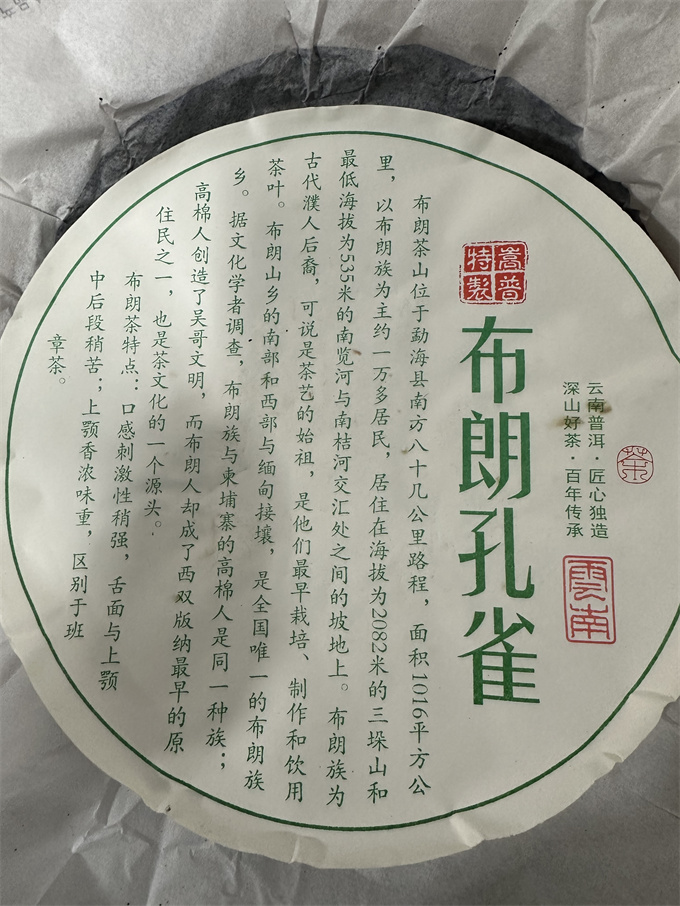 云南普洱·匠心独造
深山好茶·百年传承
茶
雲南
嵩普
特製
布朗孔雀
布朗茶山位于勐海县南方八十几公里路程，面积1016平方公
里，以布朗族为主约一万多居民，居住在海拔为2082米的三垛山和
最低海拔为535米的南览河与南桔河交汇处之间的坡地上。布朗族为
古代濮人后裔，可说是茶艺的始祖，是他们最早栽培、制作和饮用
茶叶。布朗山乡的南部和西部与缅甸接壤，是全国唯一的布朗族
乡。据文化学者调查，布朗族与柬埔寨的高棉人是同一种族；
高棉人创造了吴哥文明，而布朗人却成了西双版纳最早的原
住民之一，也是茶文化的一个源头。
布朗茶特点：口感刺激性稍强，舌面与上颚
中后段稍苦；上颚香浓味重，区别于班
章茶。